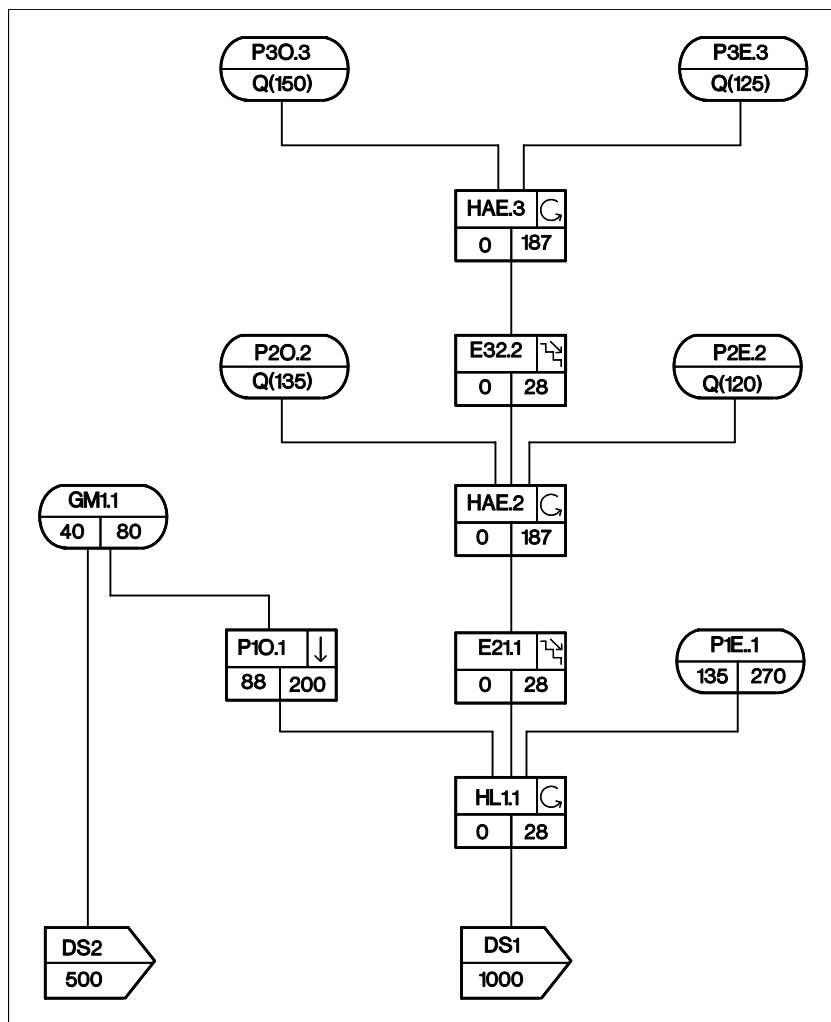 P3O.3
Q(150)
P3E.3
Q(125)
HAE.3
0 187
P2O.2
Q(135)
E32.2
0 28
P2E.2
Q(120)
GM1.1
40 80
HAE.2
0 187
P1O.1
88 200
E21.1
0 28
P1E..1
135 270
HL1.1
0 28
DS2
500
DS1
1000